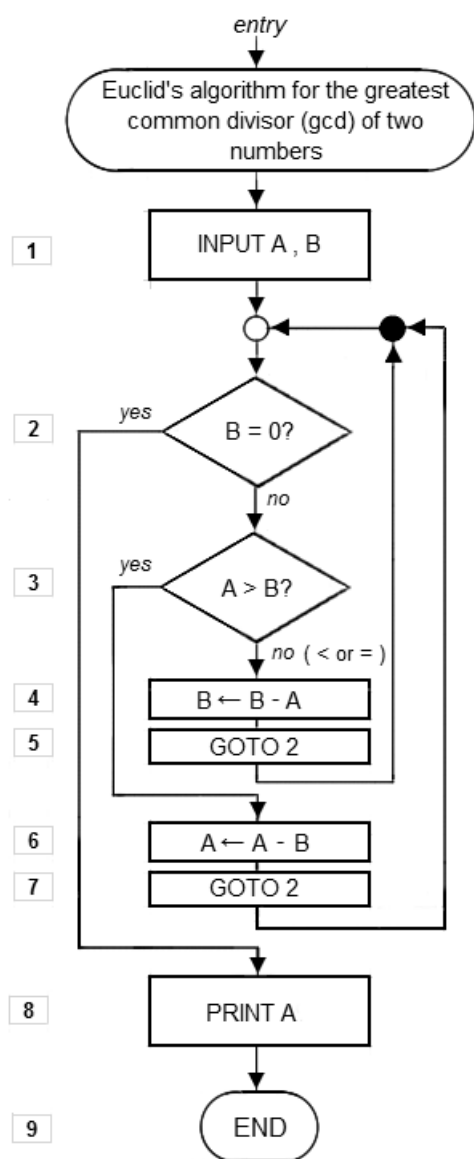 entry
Euclid's algorithm for the greatest
common divisor (gcd) of two
numbers
1
INPUT A , B
yes
2
B = 0?
no
yes
3
A > B?
no ( < or = )
4
B ← B - A
5
GOTO 2
6
A ← A - B
7
GOTO 2
8
PRINT A
9
END